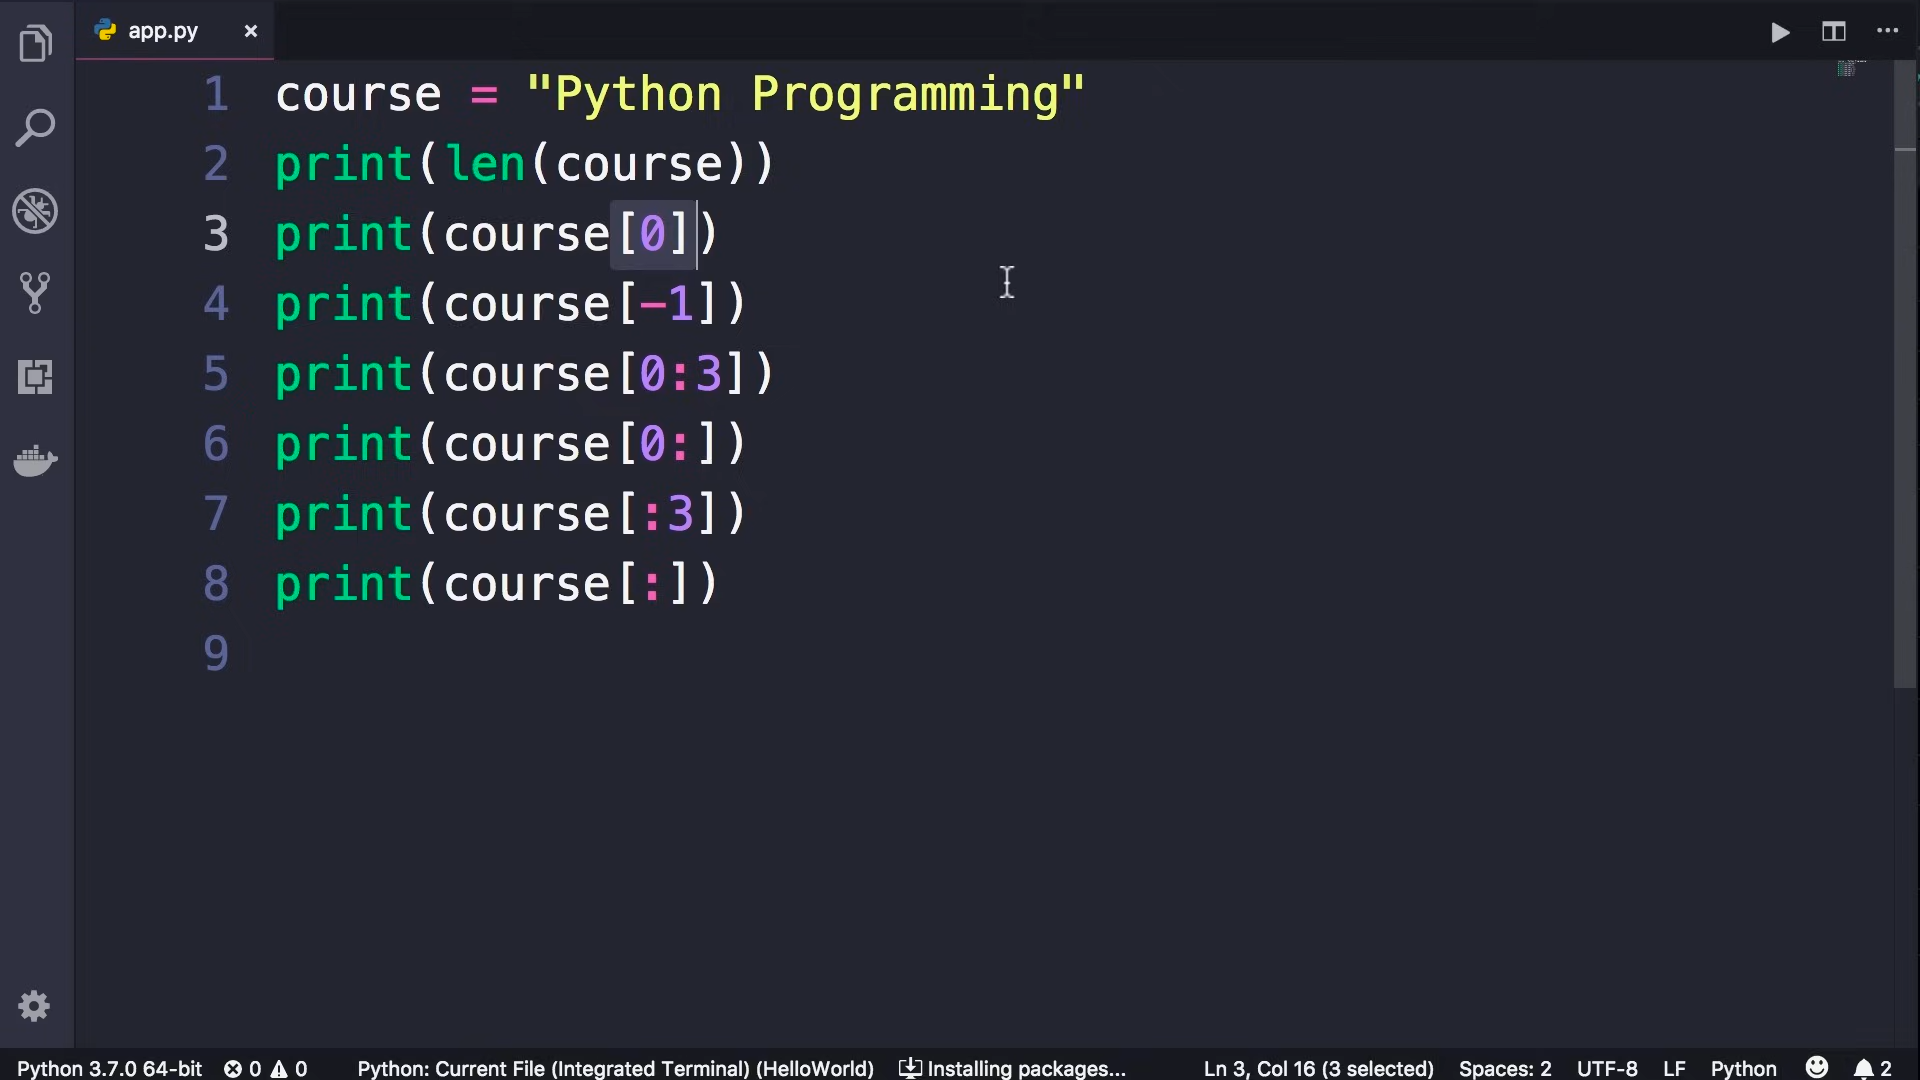 app.py
1 course = "Python Programming"
2 print(len(course))
3 print(course[0])
4 print(course[-1])
5 print(course[0:3])
6 print(course[0:])
7 print(course[:3])
8 print(course[:])
9
Python 3.7.0 64-bit 0 0 Python: Current File (Integrated Terminal) (HelloWorld) Installing packages... Ln 3, Col 16 (3 selected) Spaces: 2 UTF-8 LF Python 2